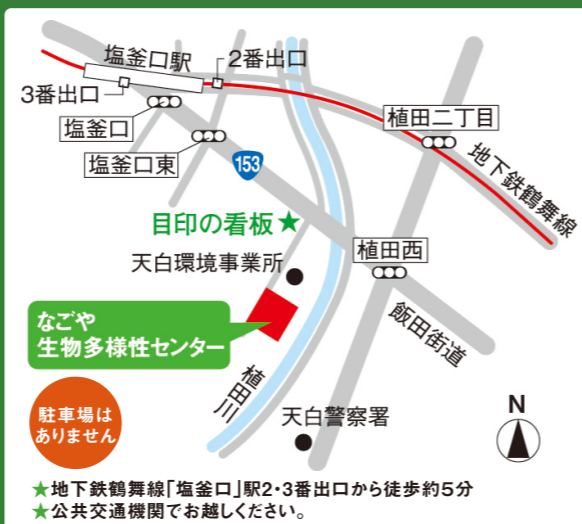 塩釜口駅
2番出口
3番出口
塩釜口
塩釜口東
植田二丁目
地下鉄鶴舞線
153
目印の看板★
植田西
天白環境事業所
飯田街道
なごや
生物多様性センター
植田川
駐車場は
ありません
天白警察署
N
★地下鉄鶴舞線「塩釜口」駅2・3番出口から徒歩約5分
★公共交通機関でお越しください。